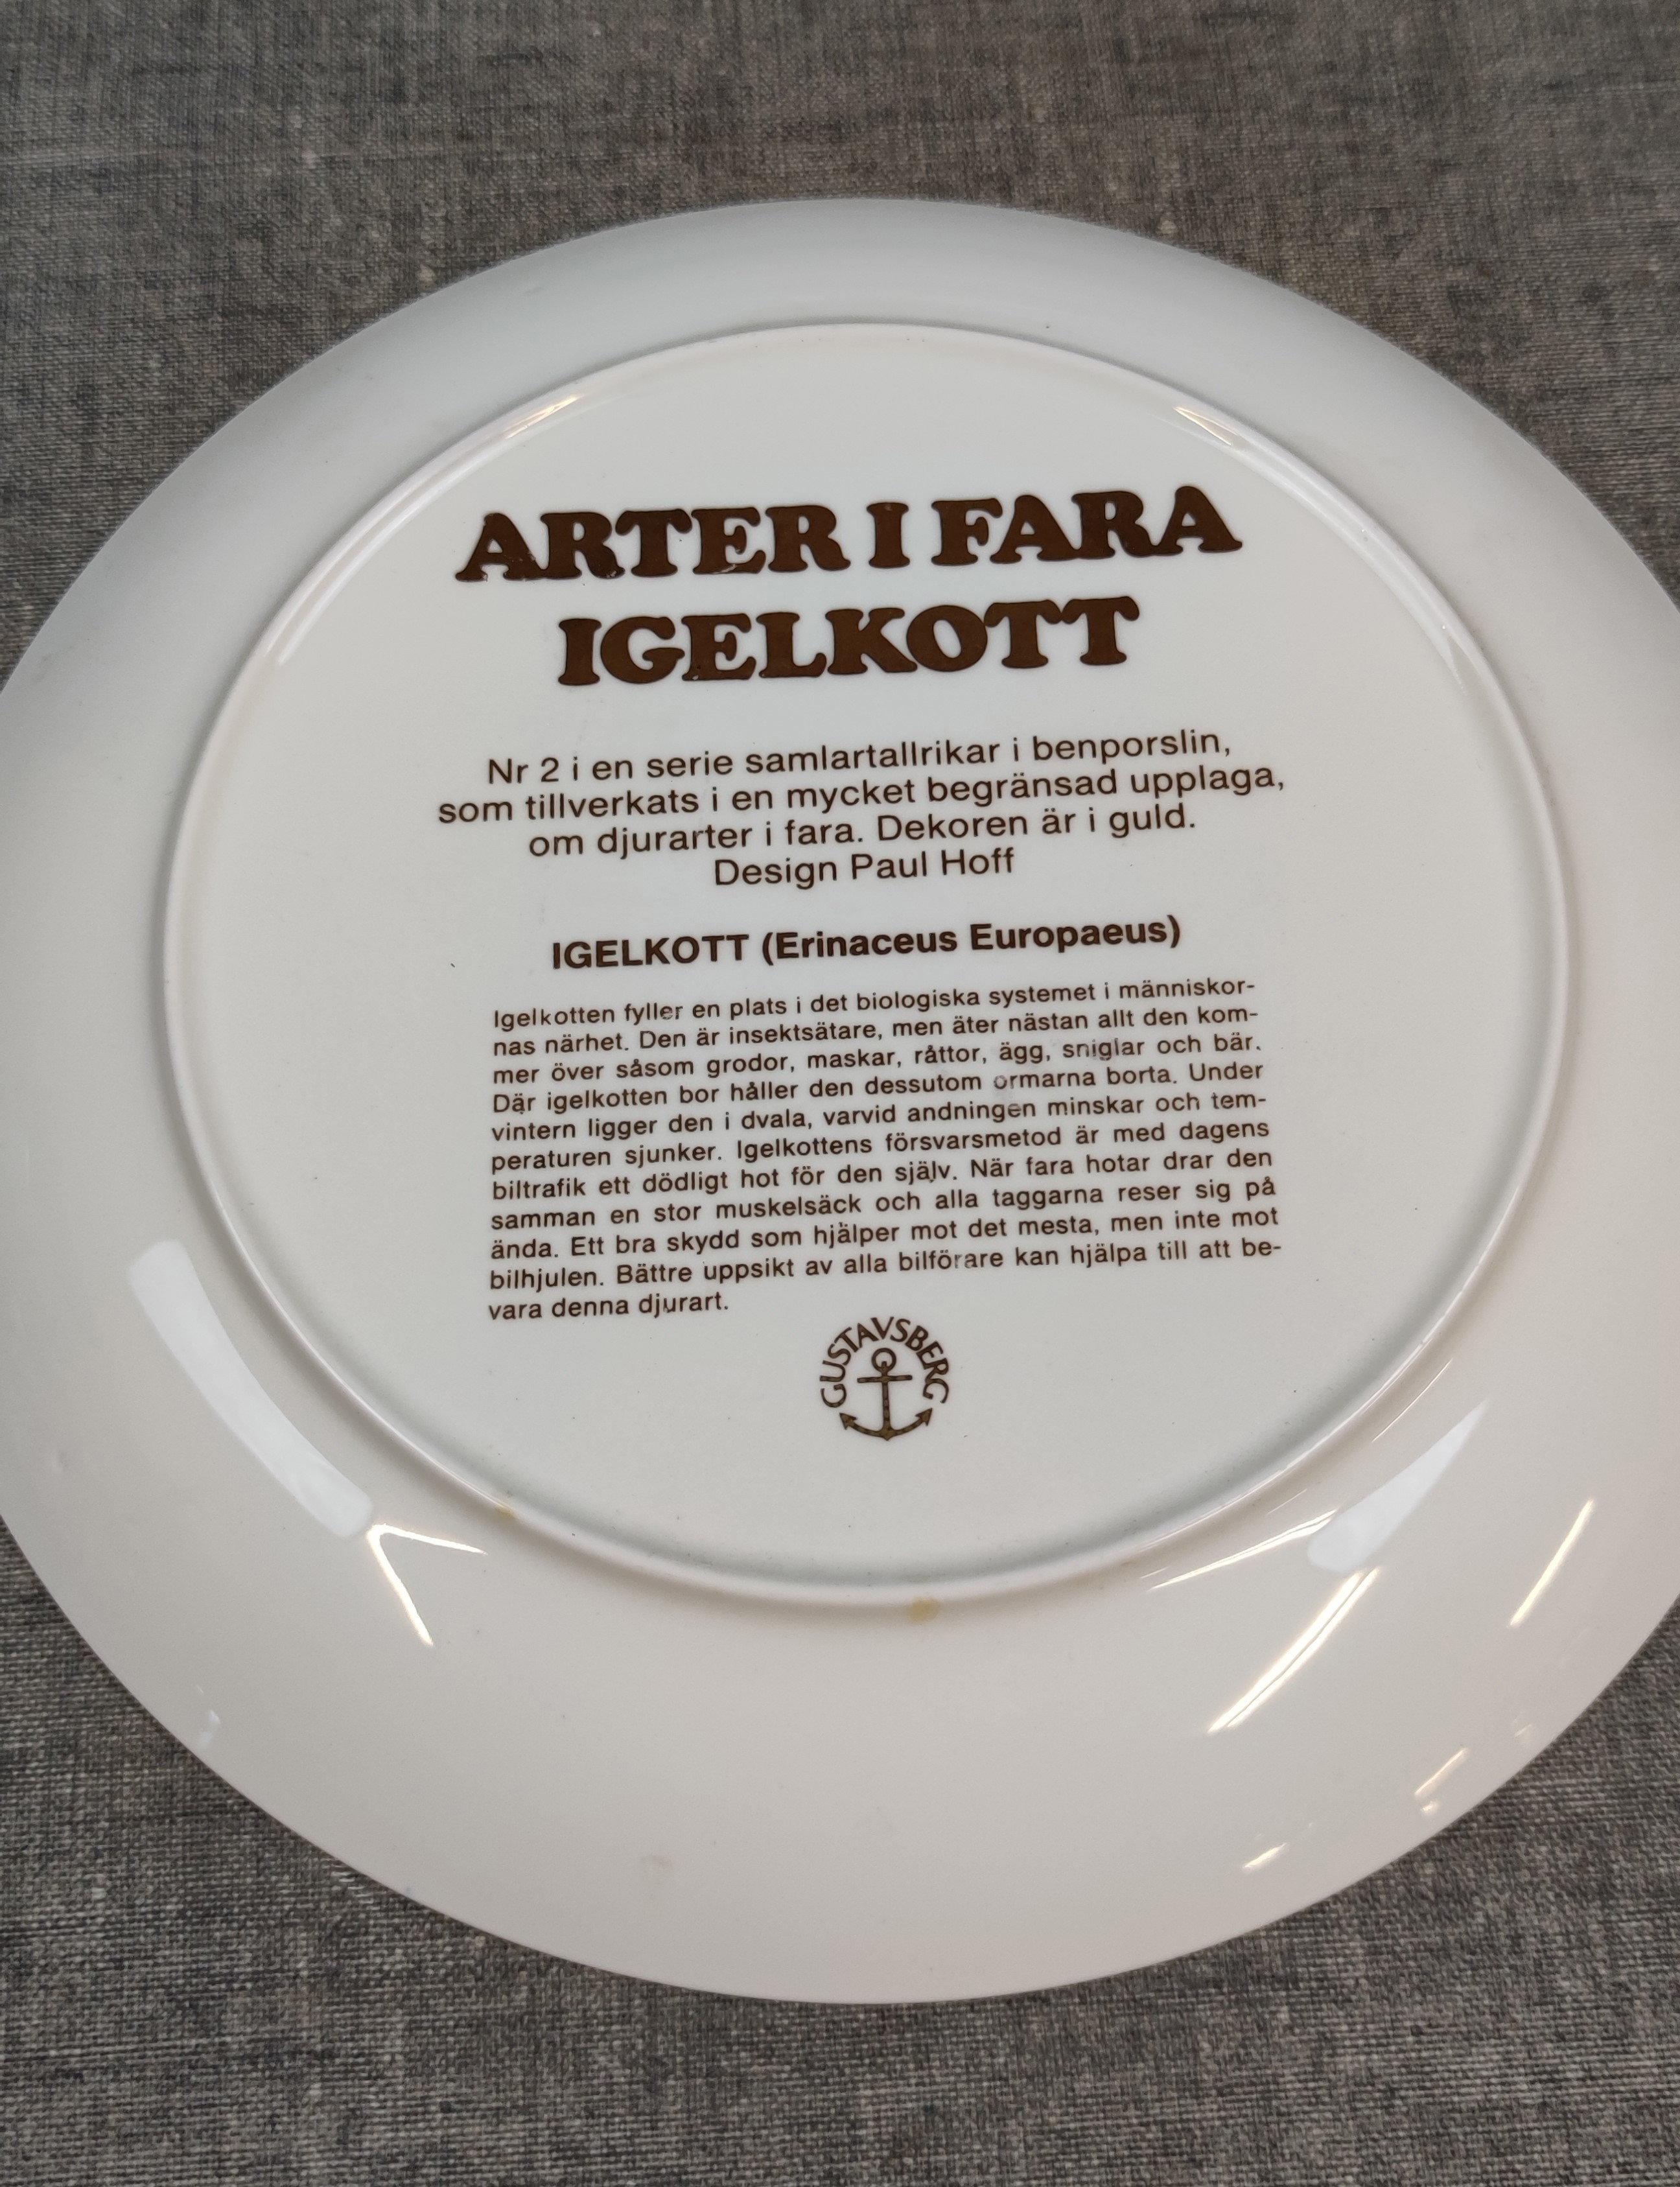 ARTER I FARA
IGELKOTT
Nr 2 i en serie samlartallrikar i benporslin,
som tillverkats i en mycket begränsad upplaga,
om djurarter i fara. Dekoren är i guld.
Design Paul Hoff
IGELKOTT (Erinaceus Europaeus)
Igelkotten fyller en plats i det biologiska systemet i människor-
nas närhet. Den är insektsätare, men äter nästan allt den kom-
mer över såsom grodor, maskar, råttor, ägg, sniglar och bär.
Där igelkotten bor håller den dessutom ormarna borta. Under
vintern ligger den i dvala, varvid andningen minskar och tem-
peraturen sjunker. Igelkottens försvarsmetod är med dagens
biltrafik ett dödligt hot för den själv. När fara hotar drar den
samman en stor muskelsäck och alla taggarna reser sig på
ända. Ett bra skydd som hjälper mot det mesta, men inte mot
bilhjulen. Bättre uppsikt av alla bilförare kan hjälpa till att be-
vara denna djurart.
GUSTAVSBERG